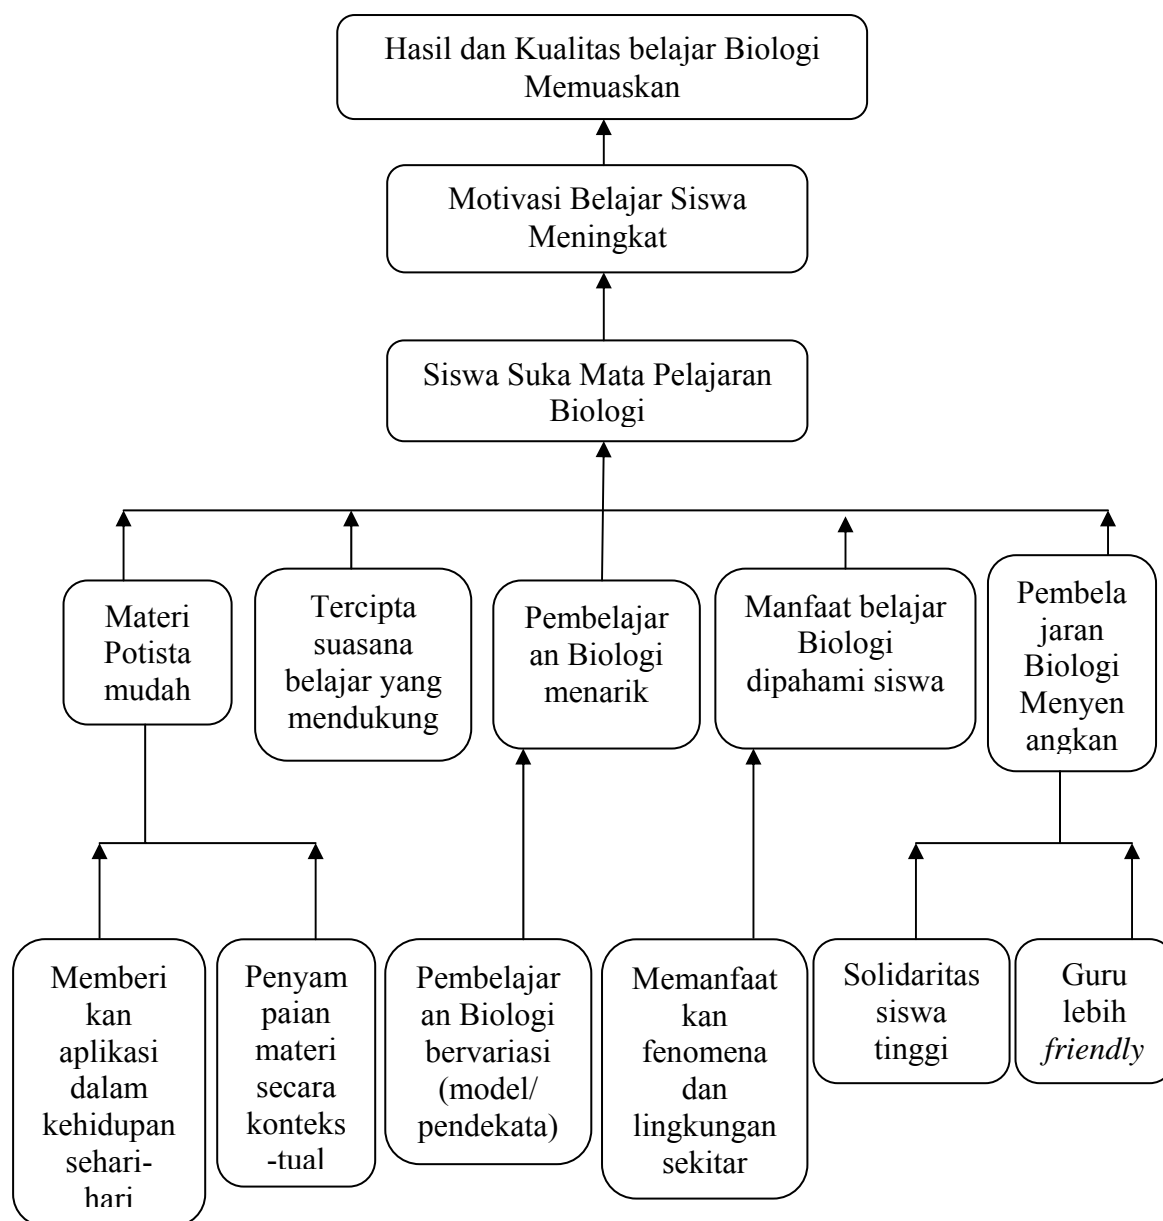 Hasil dan Kualitas belajar Biologi
Memuaskan
Motivasi Belajar Siswa
Meningkat
Siswa Suka Mata Pelajaran
Biologi
Materi
Potista
mudah
Tercipta
suasana
belajar yang
mendukung
Pembelajar
an Biologi
menarik
Manfaat belajar
Biologi
dipahami siswa
Pembela
jaran
Biologi
Menyen
angkan
Memberi
kan
aplikasi
dalam
kehidupan
sehari-
hari
Penyam
paian
materi
secara
konteks
-tual
Pembelajar
an Biologi
bervariasi
(model/
pendekata)
Memanfaat
kan
fenomena
dan
lingkungan
sekitar
Solidaritas
siswa
tinggi
Guru
lebih
friendly